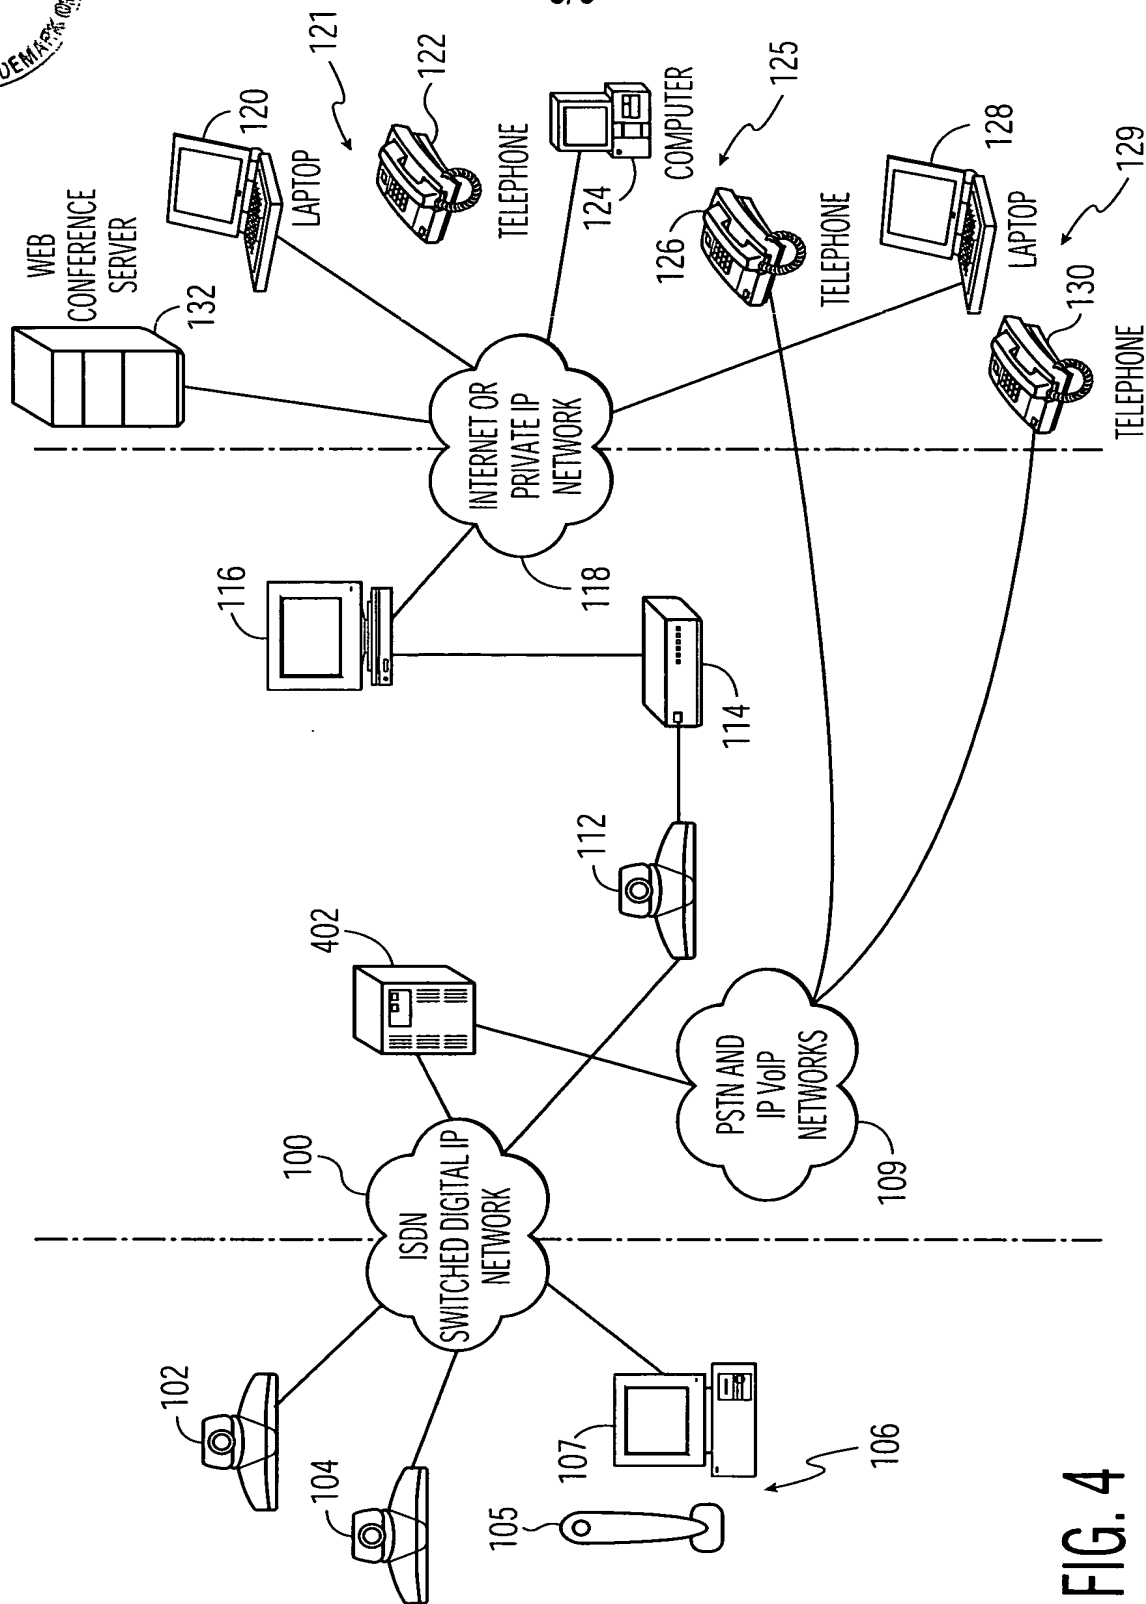 DEMARK
WEB
CONFERENCE
SERVER
132
120
LAPTOP
121
122
TELEPHONE
124
COMPUTER
125
126
TELEPHONE
128
LAPTOP
129
130
TELEPHONE
INTERNET OR
PRIVATE IP
NETWORK
118
116
114
112
402
PSTN AND
IP VoIP
NETWORKS
109
100
ISDN
SWITCHED DIGITAL IP
NETWORK
102
104
105
107
106
FIG. 4